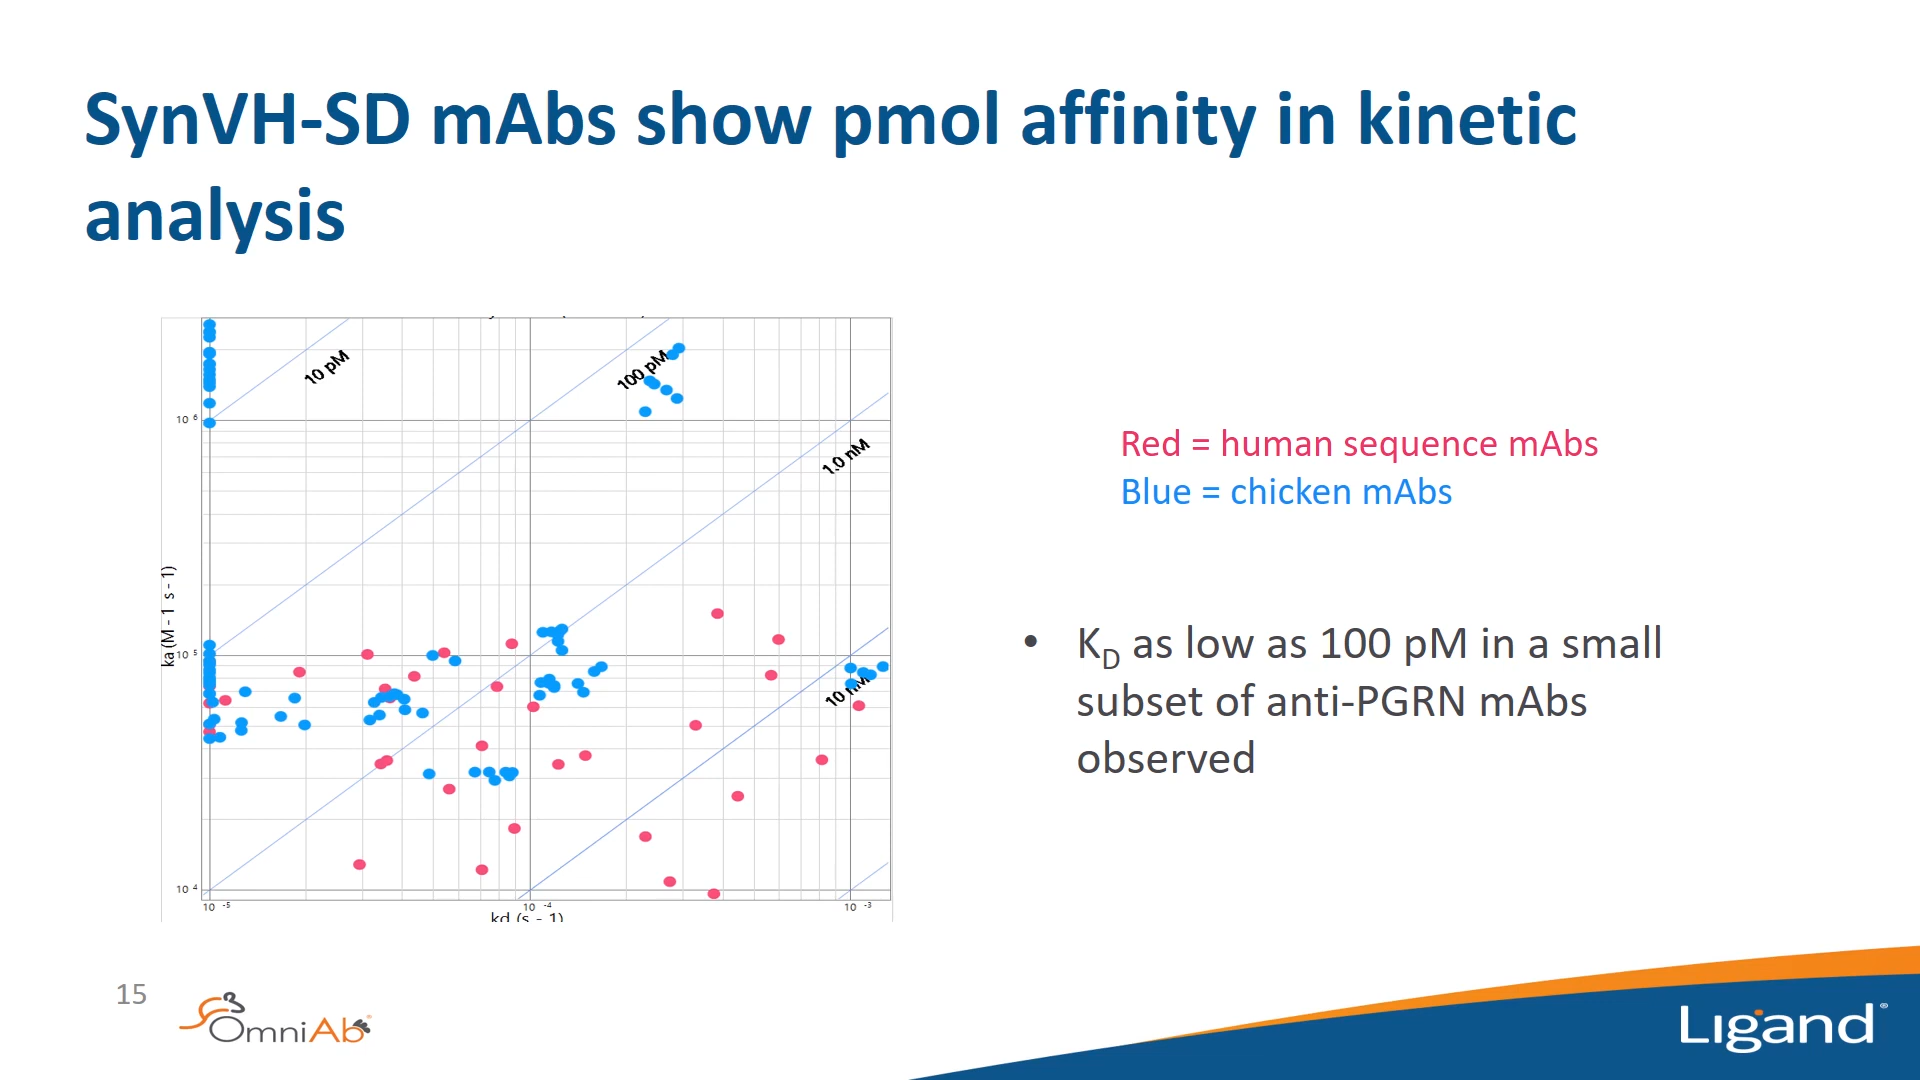 SynVH-SD mAbs show pmol affinity in kinetic
analysis
10 pM
100 pM
1.0 nM
10 nM
10 6
10 5
10 4
ka (M - 1 s - 1)
10 -5
10 -4
10 -3
kd (s - 1)
Red = human sequence mAbs
Blue = chicken mAbs
• KD as low as 100 pM in a small
subset of anti-PGRN mAbs
observed
15
OmniAb
Ligand®